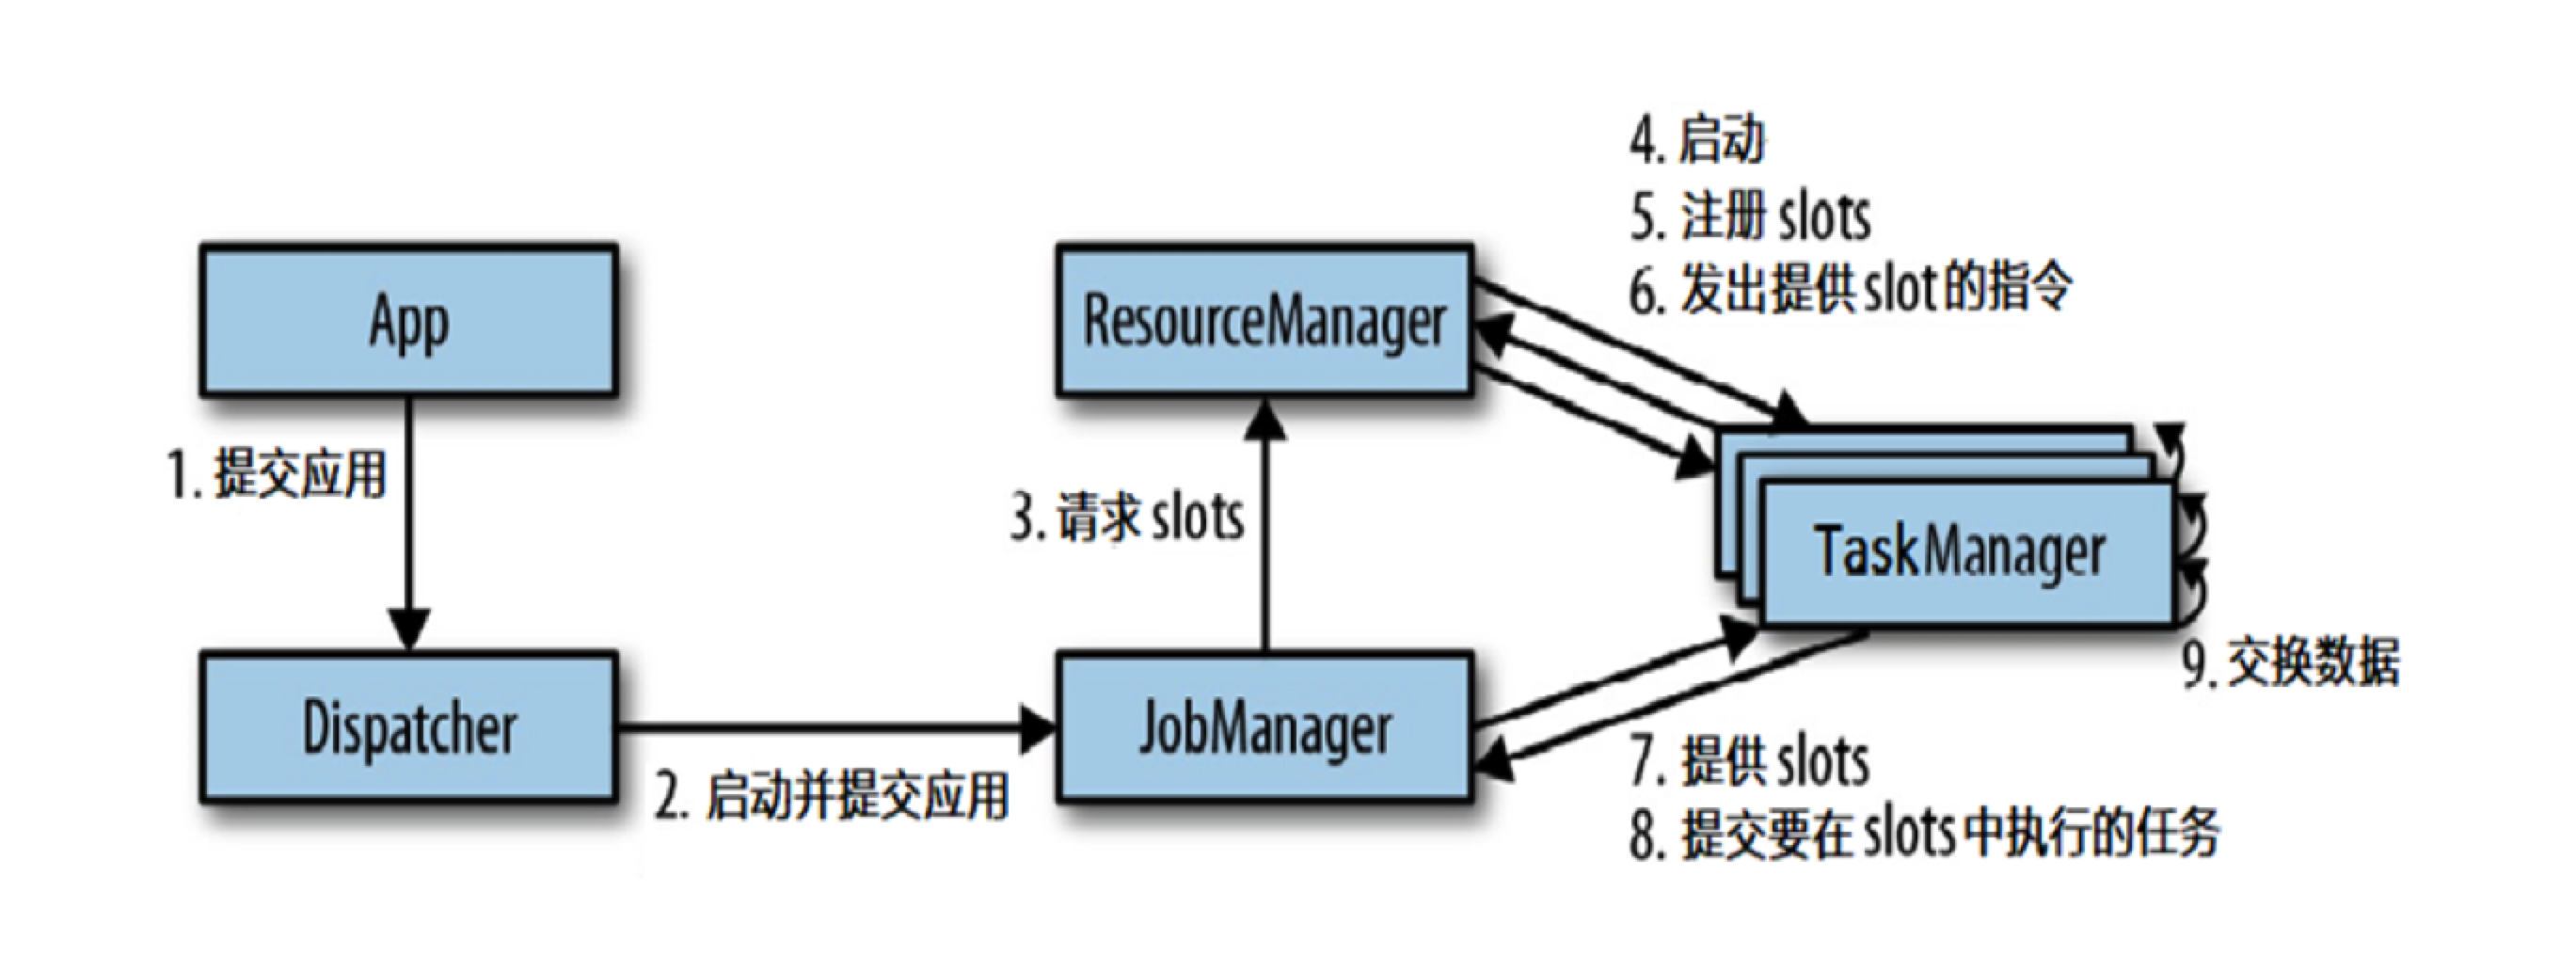 App
1. 提交应用
Dispatcher
2. 启动并提交应用
ResourceManager
3. 请求 slots
JobManager
4. 启动
5. 注册 slots
6. 发出提供 slot 的指令
TaskManager
7. 提供 slots
8. 提交要在 slots 中执行的任务
9. 交换数据